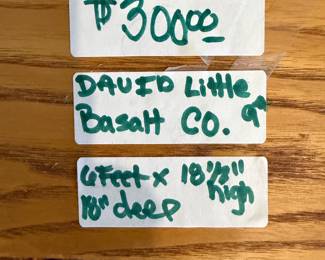 $300.00
DAVID Little
Basalt CO.
6 Feet x 18 1/2" high
18" deep